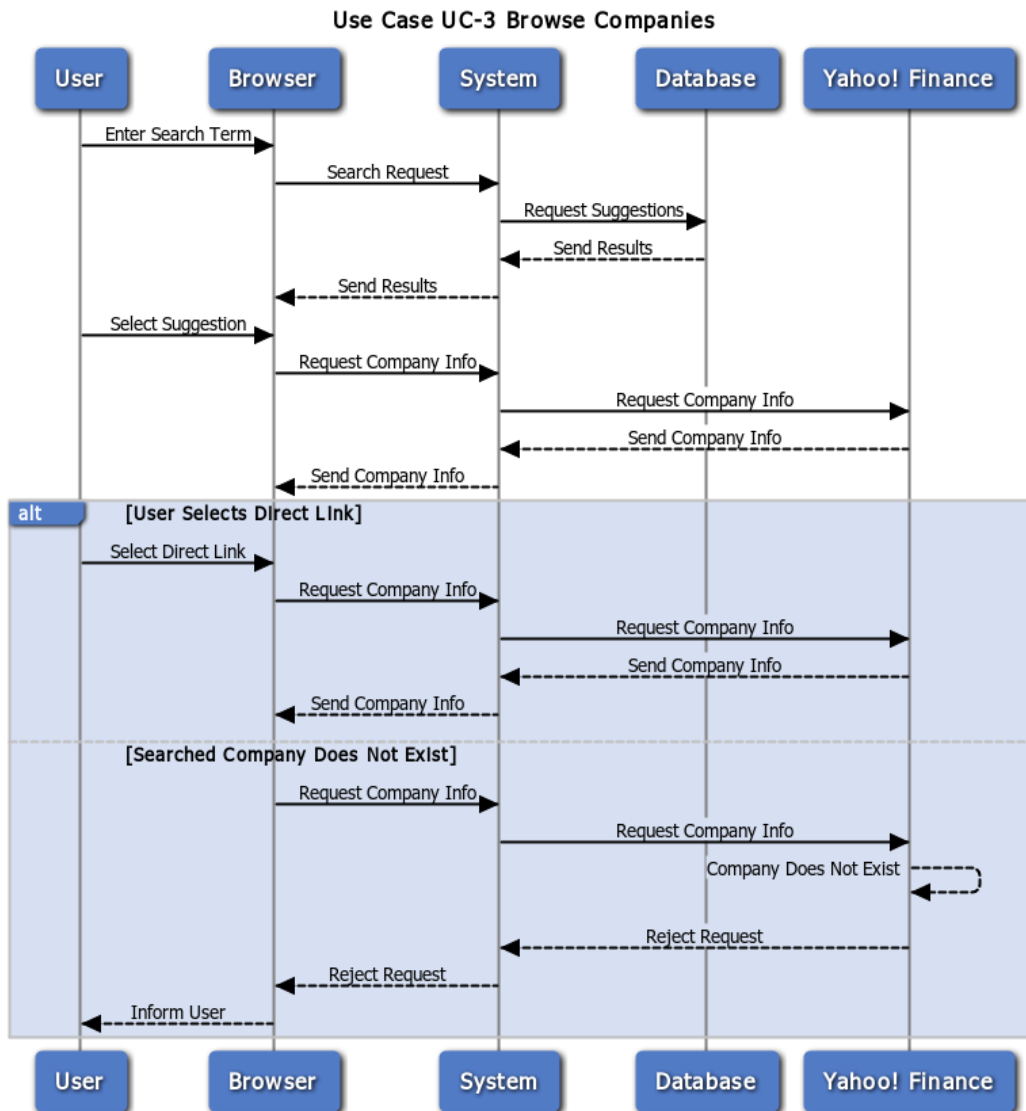 Use Case UC-3 Browse Companies
User Browser System Database Yahoo! Finance
Enter Search Term
Search Request
Request Suggestions
Send Results
Send Results
Select Suggestion
Request Company Info
Request Company Info
Send Company Info
Send Company Info
alt [User Selects Direct Link]
Select Direct Link
Request Company Info
Request Company Info
Send Company Info
Send Company Info
[Searched Company Does Not Exist]
Request Company Info
Request Company Info
Company Does Not Exist
Reject Request
Reject Request
Inform User
User Browser System Database Yahoo! Finance